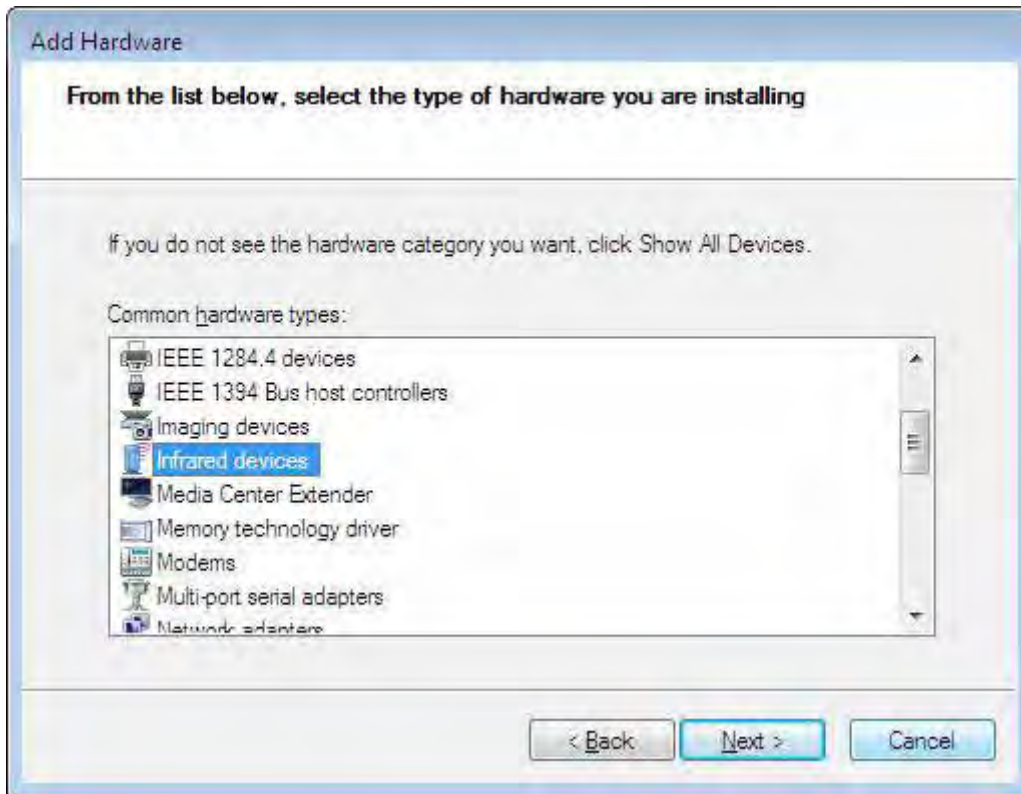 Add Hardware
From the list below, select the type of hardware you are installing
If you do not see the hardware category you want, click Show All Devices.
Common hardware types:
IEEE 1284.4 devices
IEEE 1394 Bus host controllers
Imaging devices
Infrared devices
Media Center Extender
Memory technology driver
Modems
Multi-port serial adapters
Network adapters
< Back
Next >
Cancel